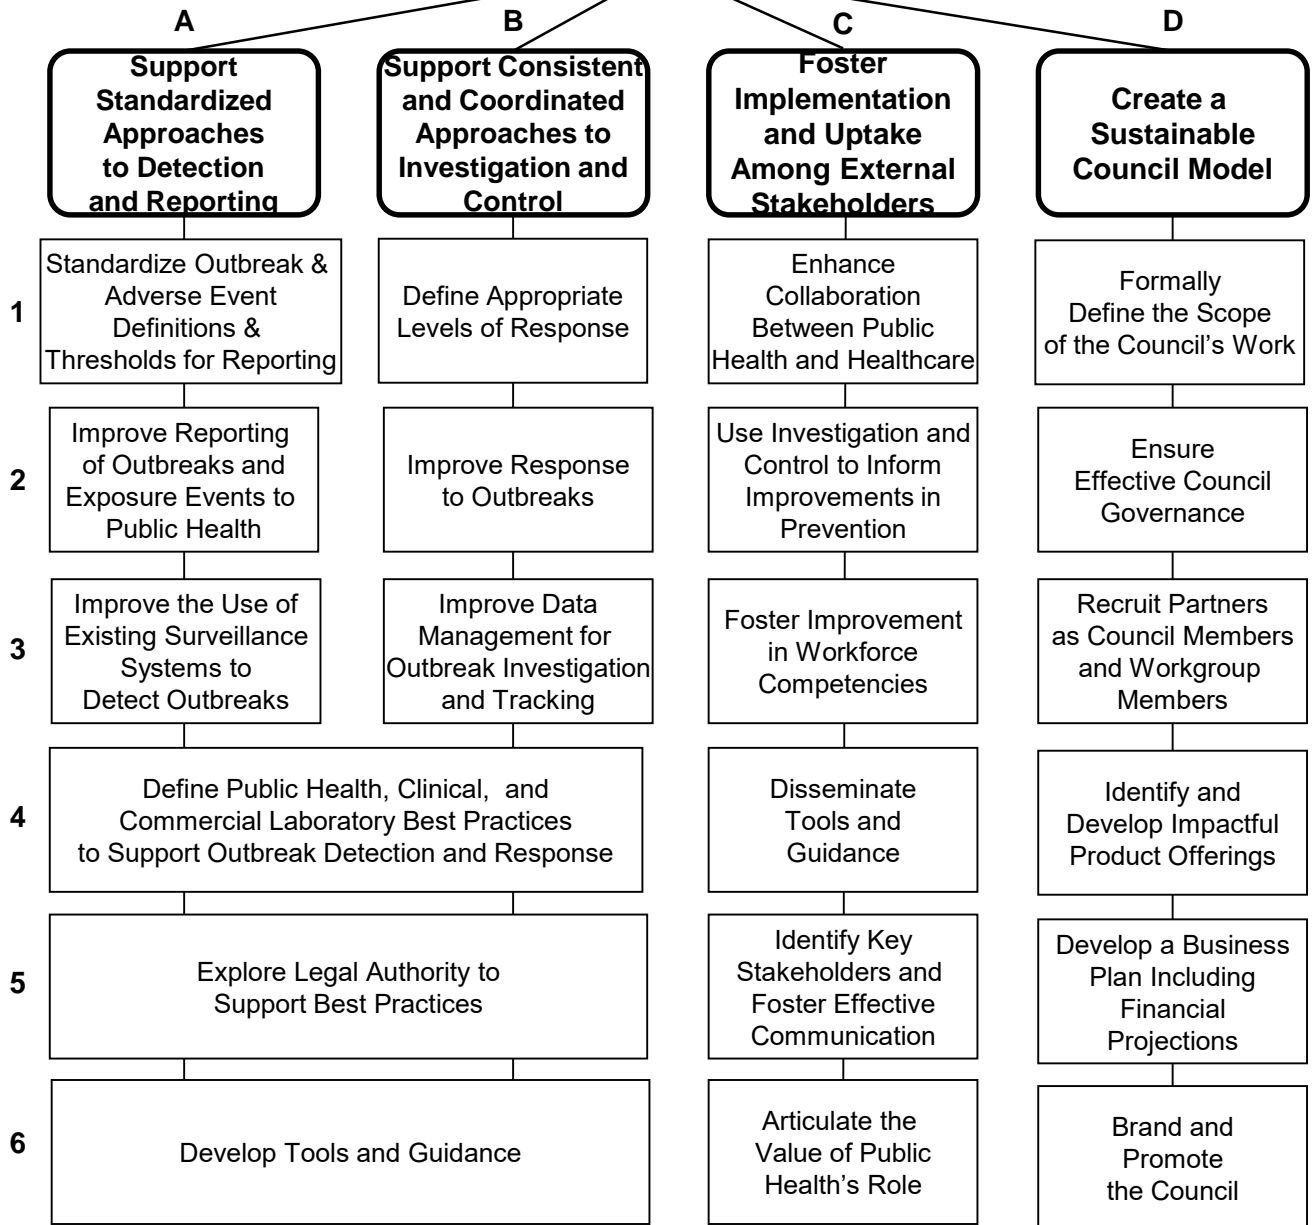 A
B
C
D
Support
Standardized
Approaches
to Detection
and Reporting
Support Consistent
and Coordinated
Approaches to
Investigation and
Control
Foster
Implementation
and Uptake
Among External
Stakeholders
Create a
Sustainable
Council Model
1
Standardize Outbreak &
Adverse Event
Definitions &
Thresholds for Reporting
Define Appropriate
Levels of Response
Enhance
Collaboration
Between Public
Health and Healthcare
Formally
Define the Scope
of the Council’s Work
2
Improve Reporting
of Outbreaks and
Exposure Events to
Public Health
Improve Response
to Outbreaks
Use Investigation and
Control to Inform
Improvements in
Prevention
Ensure
Effective Council
Governance
3
Improve the Use of
Existing Surveillance
Systems to
Detect Outbreaks
Improve Data
Management for
Outbreak Investigation
and Tracking
Foster Improvement
in Workforce
Competencies
Recruit Partners
as Council Members
and Workgroup
Members
4
Define Public Health, Clinical, and
Commercial Laboratory Best Practices
to Support Outbreak Detection and Response
Disseminate
Tools and
Guidance
Identify and
Develop Impactful
Product Offerings
5
Explore Legal Authority to
Support Best Practices
Identify Key
Stakeholders and
Foster Effective
Communication
Develop a Business
Plan Including
Financial
Projections
6
Develop Tools and Guidance
Articulate the
Value of Public
Health’s Role
Brand and
Promote
the Council